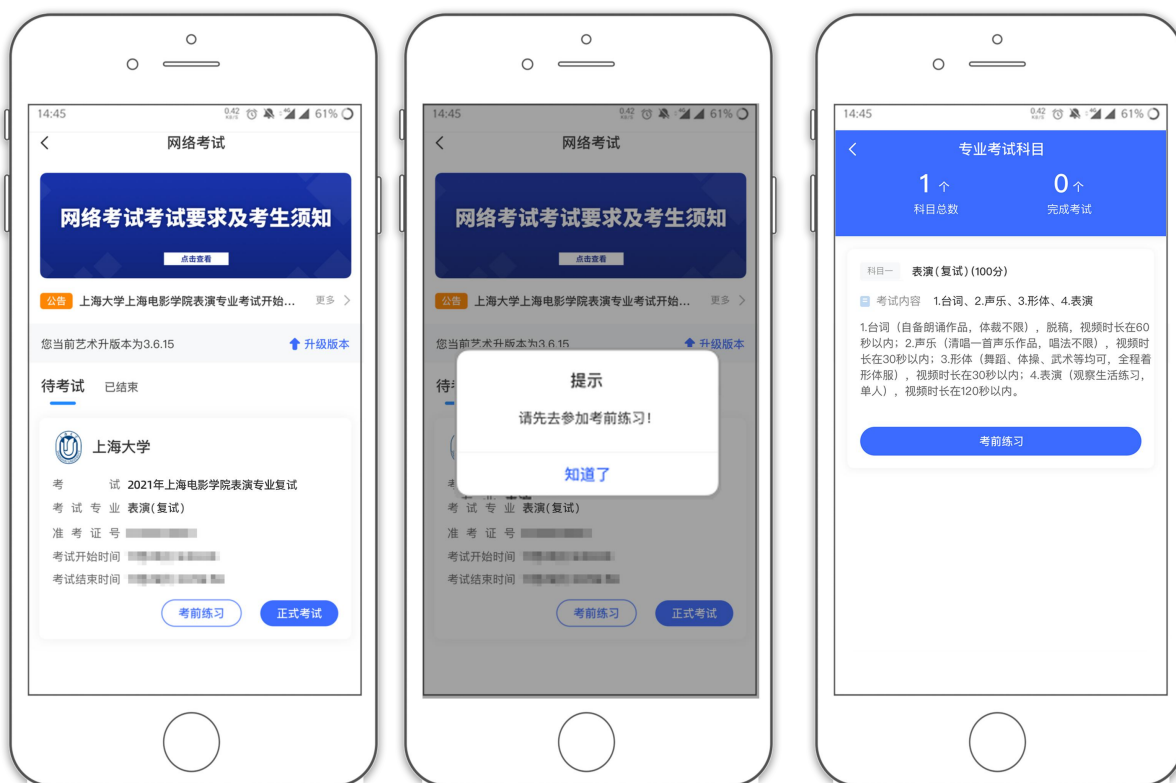 14:45
0.42
KB/S
4G
61%
网络考试
网络考试考试要求及考生须知
点击查看
公告 上海大学上海电影学院表演专业考试开始... 更多
您当前艺术升版本为3.6.15 升级版本
待考试 已结束
上海大学
考 试 2021年上海电影学院表演专业复试
考试专业 表演(复试)
准考证号
考试开始时间
考试结束时间
考前练习 正式考试
14:45
0.42
KB/S
4G
61%
网络考试
网络考试考试要求及考生须知
点击查看
公告 上海大学上海电影学院表演专业考试开始... 更多
您当前艺术升版本为3.6.15 升级版本
提示
请先去参加考前练习!
知道了
考试专业 表演(复试)
准考证号
考试开始时间
考试结束时间
考前练习 正式考试
14:45
0.42
KB/S
4G
61%
专业考试科目
1个 0个
科目总数 完成考试
科目一 表演(复试)(100分)
考试内容 1.台词、2.声乐、3.形体、4.表演
1.台词（自备朗诵作品，体裁不限），脱稿，视频时长在60
秒以内；2.声乐（清唱一首声乐作品，唱法不限），视频时
长在30秒以内；3.形体（舞蹈、体操、武术等均可，全程着
形体服），视频时长在30秒以内；4.表演（观察生活练习，
单人），视频时长在120秒以内。
考前练习